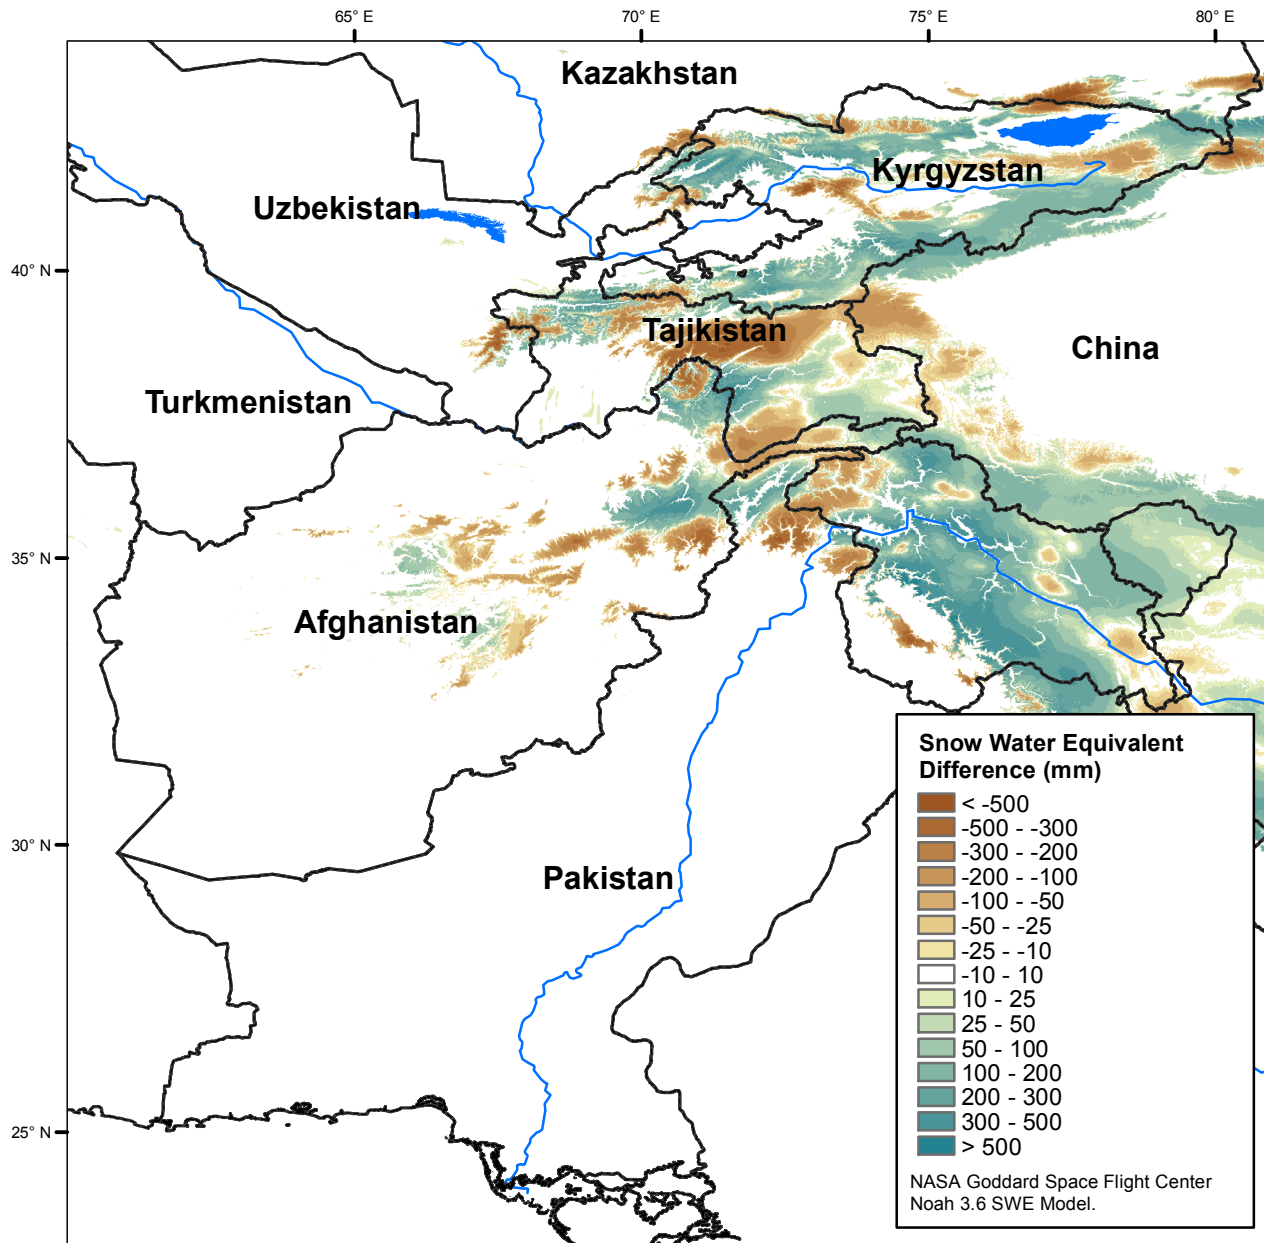 65° E
70° E
75° E
80° E
Kazakhstan
Kyrgyzstan
Uzbekistan
40° N
Tajikistan
China
Turkmenistan
35° N
Afghanistan
Snow Water Equivalent
Difference (mm)
< -500
-500 - -300
-300 - -200
-200 - -100
-100 - -50
-50 - -25
-25 - -10
-10 - 10
10 - 25
25 - 50
50 - 100
100 - 200
200 - 300
300 - 500
> 500
30° N
Pakistan
25° N
NASA Goddard Space Flight Center
Noah 3.6 SWE Model.